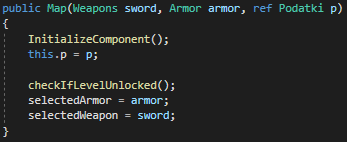 public Map(Weapons sword, Armor armor, ref Podatki p)
{
InitializeComponent();
this.p = p;
checkIfLevelUnlocked();
selectedArmor = armor;
selectedWeapon = sword;
}